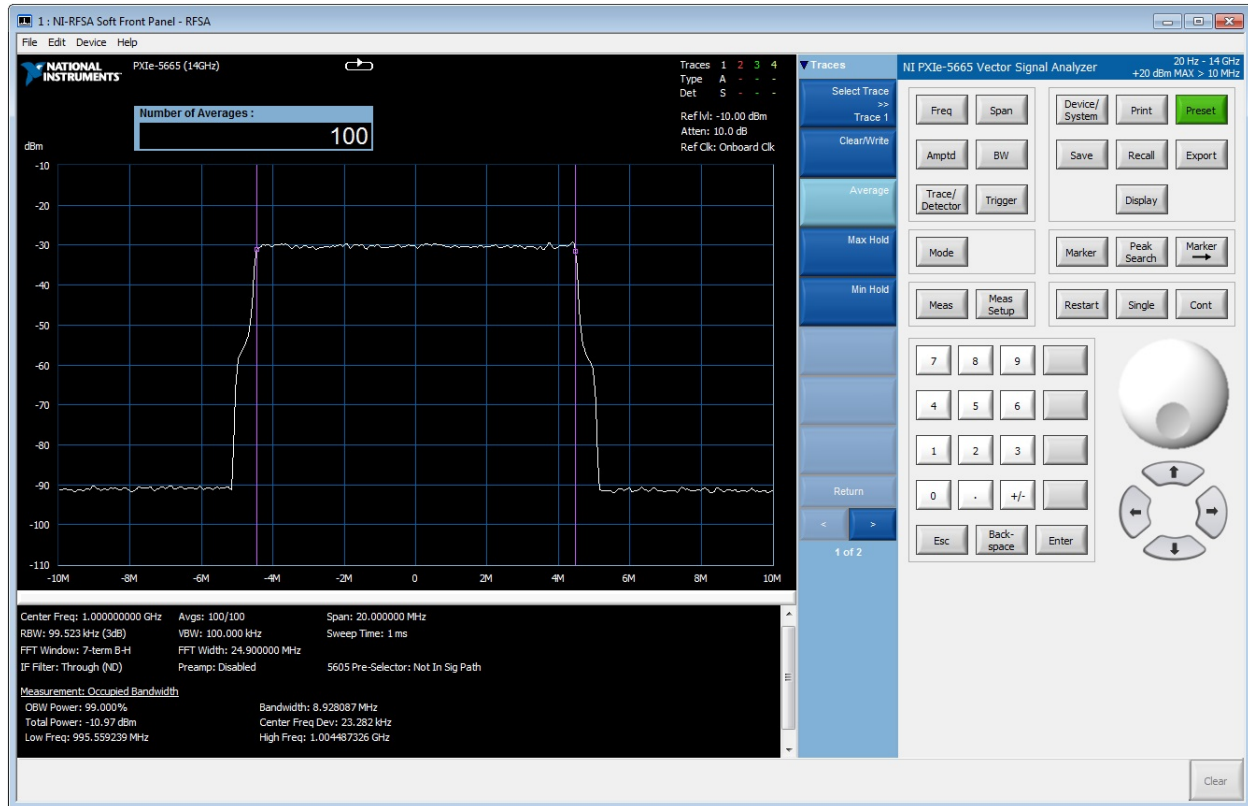 1 : NI-RFSA Soft Front Panel - RFSA
File Edit Device Help
NATIONAL INSTRUMENTS
PXIe-5665 (14GHz)
Traces 1 2 3 4
Type A - - -
Det S - - -
Number of Averages :
100
Ref lvl: -10.00 dBm
Atten: 10.0 dB
Ref Clk: Onboard Clk
dBm
-10
-20
-30
-40
-50
-60
-70
-80
-90
-100
-110
-10M -8M -6M -4M -2M 0 2M 4M 6M 8M 10M
Center Freq: 1.000000000 GHz Avgs: 100/100 Span: 20.000000 MHz
RBW: 99.523 kHz (3dB) VBW: 100.000 kHz Sweep Time: 1 ms
FFT Window: 7-term B-H FFT Width: 24.900000 MHz
IF Filter: Through (ND) Preamp: Disabled 5605 Pre-Selector: Not In Sig Path
Measurement: Occupied Bandwidth
OBW Power: 99.000% Bandwidth: 8.928087 MHz
Total Power: -10.97 dBm Center Freq Dev: 23.282 kHz
Low Freq: 995.559239 MHz High Freq: 1.004487326 GHz
Traces
Select Trace
>>
Trace 1
Clear/Write
Average
Max Hold
Min Hold
Return
< >
1 of 2
NI PXIe-5665 Vector Signal Analyzer
20 Hz - 14 GHz
+20 dBm MAX > 10 MHz
Freq Span
Amptd BW
Trace/
Detector
Trigger
Device/
System
Print Preset
Save Recall Export
Display
Mode
Marker
Peak
Search
Marker
Meas
Meas
Setup
Restart Single Cont
7 8 9
4 5 6
1 2 3
0 . +/-
Esc
Back-
space
Enter
Clear